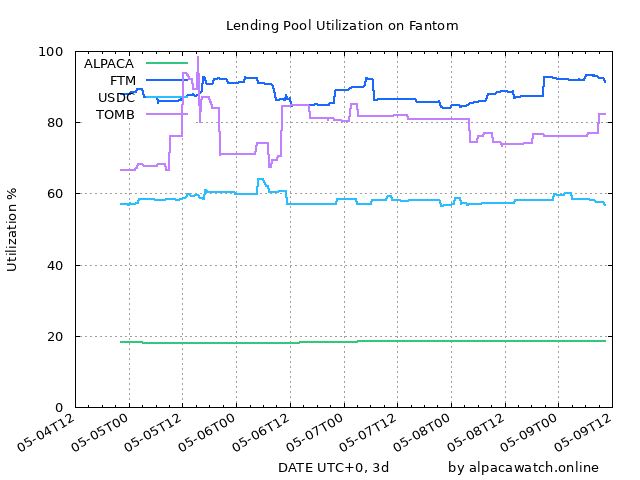 Lending Pool Utilization on Fantom
Utilization %
100
80
60
40
20
0
ALPACA
FTM
USDC
TOMB
05-04T12
05-05T00
05-05T12
05-06T00
05-06T12
05-07T00
05-07T12
05-08T00
05-08T12
05-09T00
05-09T12
DATE UTC+0, 3d
by alpacawatch.online